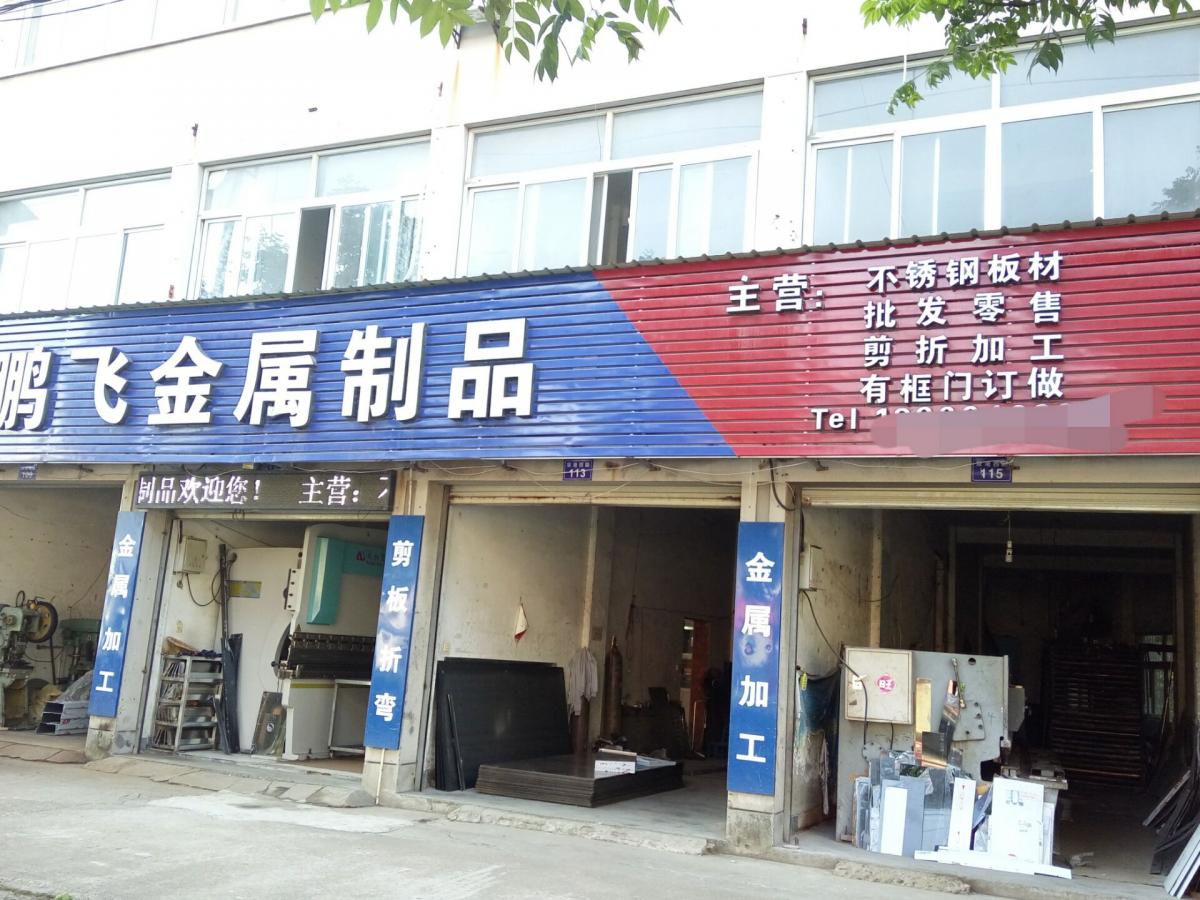 鹏飞金属制品
主营：
不锈钢板材
批发零售
剪折加工
有框门订做
Tel
制品欢迎您！ 主营：不
113
115
金属加工
剪板折弯
金属加工